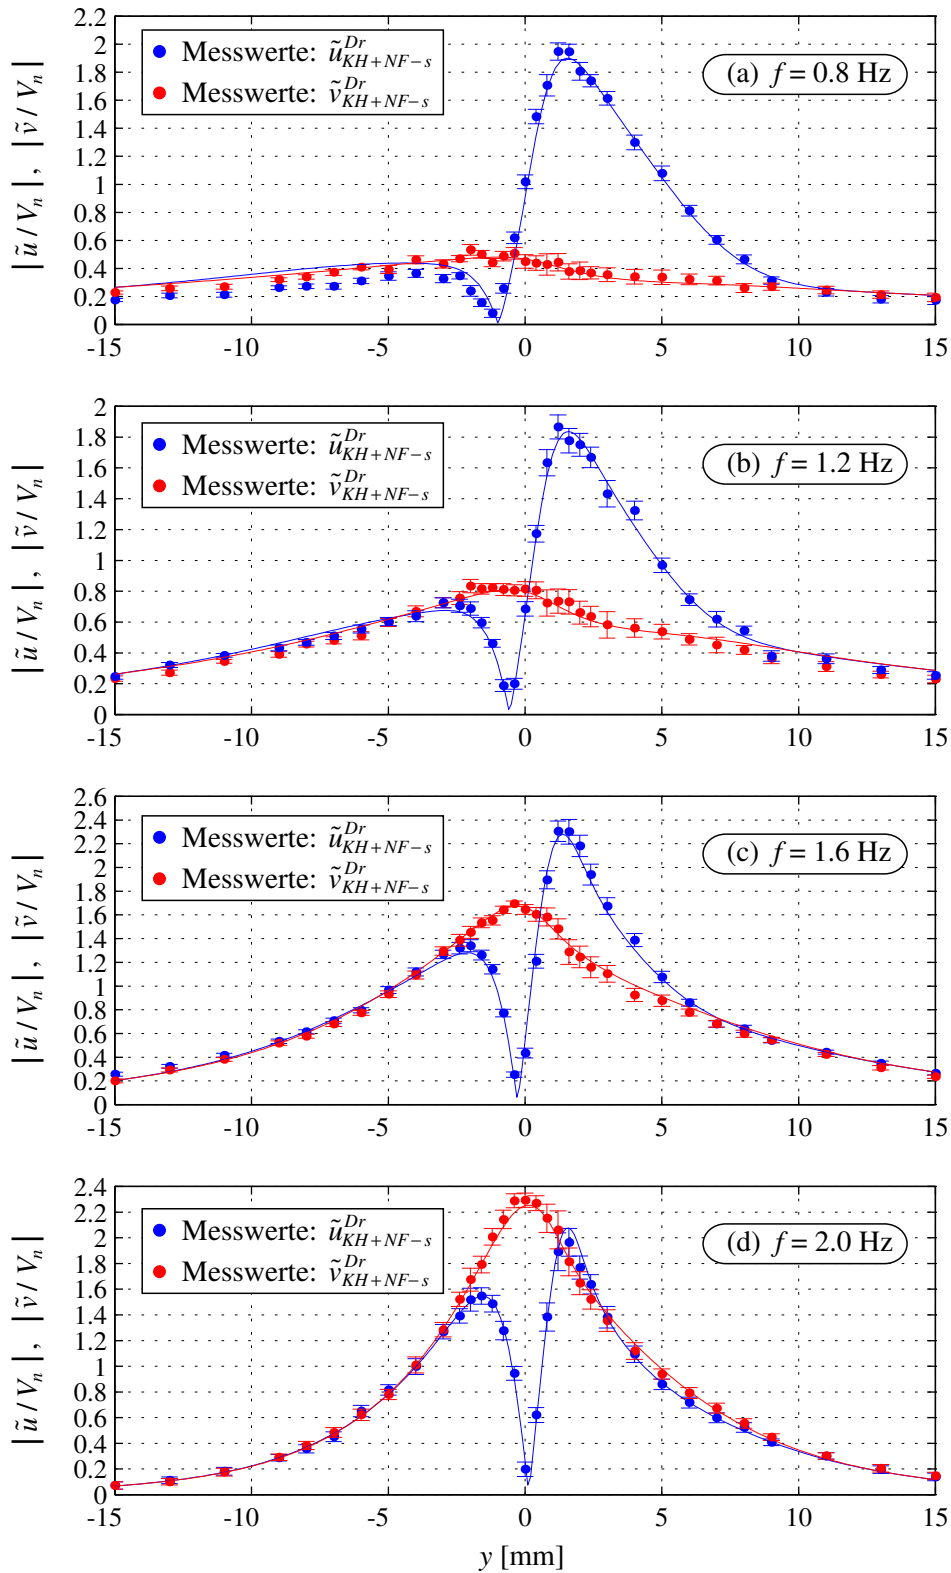 2.2
2
1.8
1.6
1.4
1.2
1
0.8
0.6
0.4
0.2
0
|ũ/Vₙ|, |ṽ/Vₙ|
Messwerte: ũ^{Dr}_{KH+NF-s}
Messwerte: ṽ^{Dr}_{KH+NF-s}
(a) f = 0.8 Hz
-15 -10 -5 0 5 10 15
2
1.8
1.6
1.4
1.2
1
0.8
0.6
0.4
0.2
0
|ũ/Vₙ|, |ṽ/Vₙ|
Messwerte: ũ^{Dr}_{KH+NF-s}
Messwerte: ṽ^{Dr}_{KH+NF-s}
(b) f = 1.2 Hz
-15 -10 -5 0 5 10 15
2.6
2.4
2.2
2
1.8
1.6
1.4
1.2
1
0.8
0.6
0.4
0.2
0
|ũ/Vₙ|, |ṽ/Vₙ|
Messwerte: ũ^{Dr}_{KH+NF-s}
Messwerte: ṽ^{Dr}_{KH+NF-s}
(c) f = 1.6 Hz
-15 -10 -5 0 5 10 15
2.4
2.2
2
1.8
1.6
1.4
1.2
1
0.8
0.6
0.4
0.2
0
|ũ/Vₙ|, |ṽ/Vₙ|
Messwerte: ũ^{Dr}_{KH+NF-s}
Messwerte: ṽ^{Dr}_{KH+NF-s}
(d) f = 2.0 Hz
-15 -10 -5 0 5 10 15
y [mm]